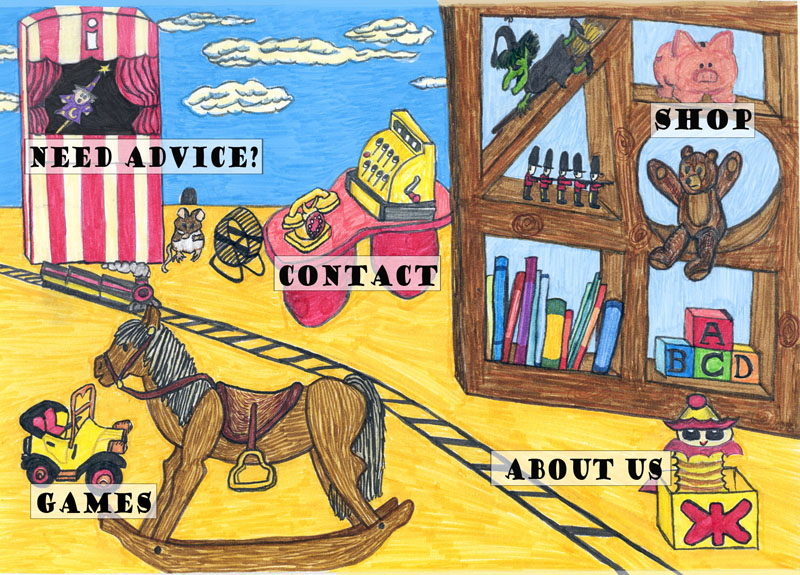 i
NEED ADVICE?
SHOP
CONTACT
A
B C D
GAMES
ABOUT US